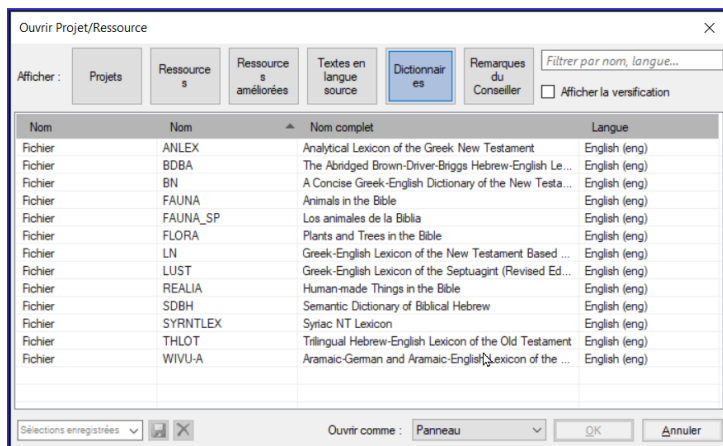 Ouvrir Projet/Ressource
Afficher :
Projets
Ressource
s
Ressource
s
améliorées
Textes en
langue
source
Dictionnair
es
Remarques
du
Conseiller
Filtrer par nom, langue...
Afficher la versification
Nom Nom Nom complet Langue
Fichier ANLEX Analytical Lexicon of the Greek New Testament English (eng)
Fichier BDBA The Abridged Brown-Driver-Briggs Hebrew-English Le... English (eng)
Fichier BN A Concise Greek-English Dictionary of the New Testa... English (eng)
Fichier FAUNA Animals in the Bible English (eng)
Fichier FAUNA_SP Los animales de la Biblia English (eng)
Fichier FLORA Plants and Trees in the Bible English (eng)
Fichier LN Greek-English Lexicon of the New Testament Based ... English (eng)
Fichier LUST Greek-English Lexicon of the Septuagint (Revised Ed... English (eng)
Fichier REALIA Human-made Things in the Bible English (eng)
Fichier SDBH Semantic Dictionary of Biblical Hebrew English (eng)
Fichier SYRNTLEX Syriac NT Lexicon English (eng)
Fichier THLOT Trilingual Hebrew-English Lexicon of the Old Testament English (eng)
Fichier WIVU-A Aramaic-German and Aramaic-English Lexicon of the ... English (eng)
Sélections enregistrées Ouvrir comme : Panneau OK Annuler